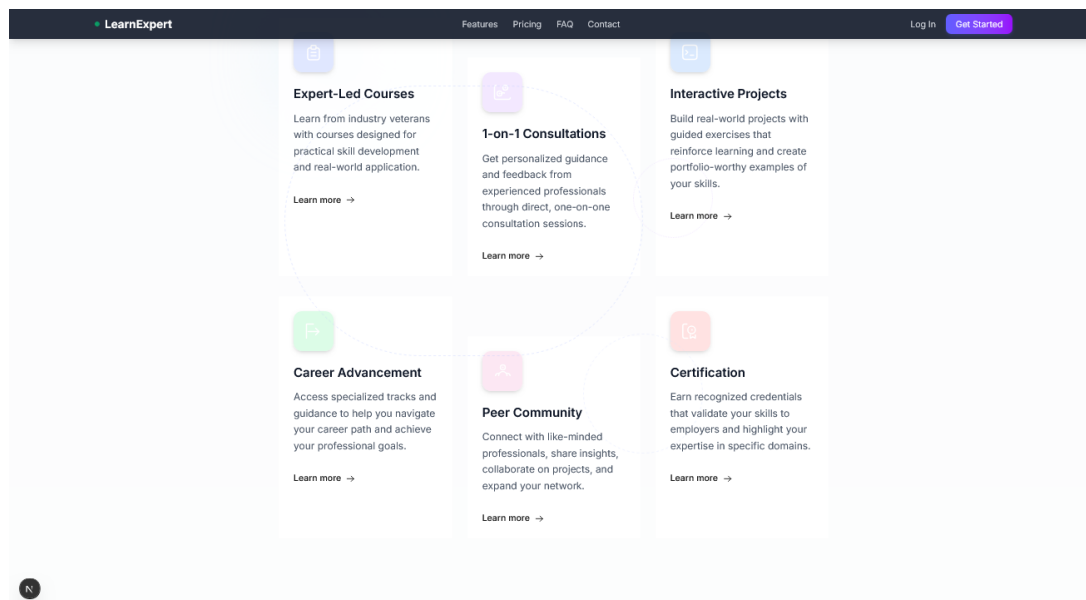 LearnExpert
Features Pricing FAQ Contact
Log In
Get Started
Expert-Led Courses
Learn from industry veterans
with courses designed for
practical skill development
and real-world application.
Learn more →
1-on-1 Consultations
Get personalized guidance
and feedback from
experienced professionals
through direct, one-on-one
consultation sessions.
Learn more →
Interactive Projects
Build real-world projects with
guided exercises that
reinforce learning and create
portfolio-worthy examples of
your skills.
Learn more →
Career Advancement
Access specialized tracks and
guidance to help you navigate
your career path and achieve
your professional goals.
Learn more →
Peer Community
Connect with like-minded
professionals, share insights,
collaborate on projects, and
expand your network.
Learn more →
Certification
Earn recognized credentials
that validate your skills to
employers and highlight your
expertise in specific domains.
Learn more →
N